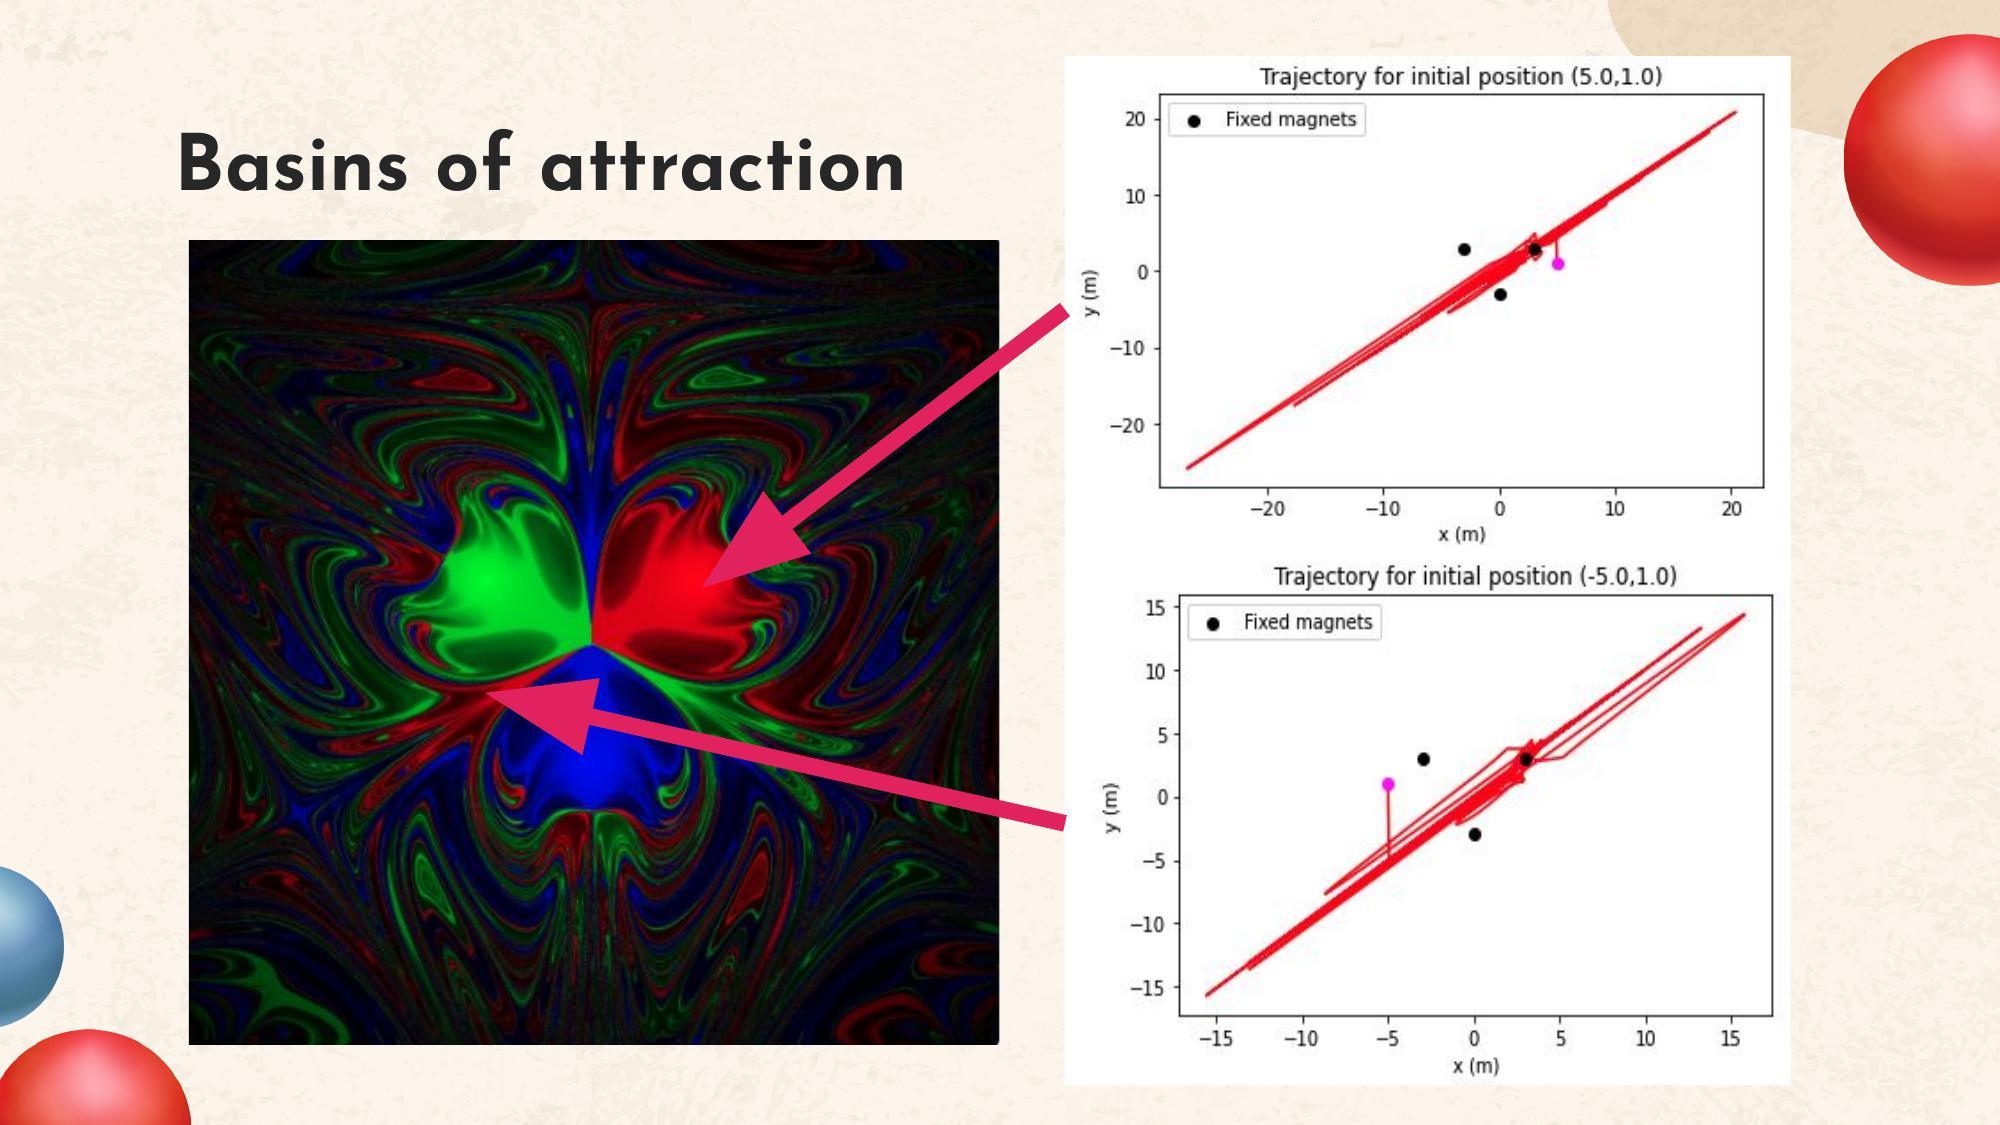 Basins of attraction
Trajectory for initial position (5.0,1.0)
Fixed magnets
20
10
0
−10
−20
y (m)
−20 −10 0 10 20
x (m)
Trajectory for initial position (-5.0,1.0)
Fixed magnets
15
10
5
0
−5
−10
−15
y (m)
−15 −10 −5 0 5 10 15
x (m)